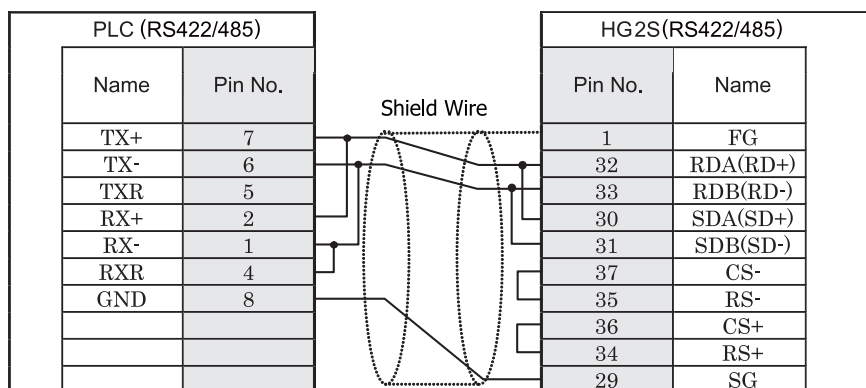 PLC (RS422/485) HG2S(RS422/485)
Name Pin No. Pin No. Name
Shield Wire
TX+ 7 1 FG
TX- 6 32 RDA(RD+)
TXR 5 33 RDB(RD-)
RX+ 2 30 SDA(SD+)
RX- 1 31 SDB(SD-)
RXR 4 37 CS-
GND 8 35 RS-
36 CS+
34 RS+
29 SG